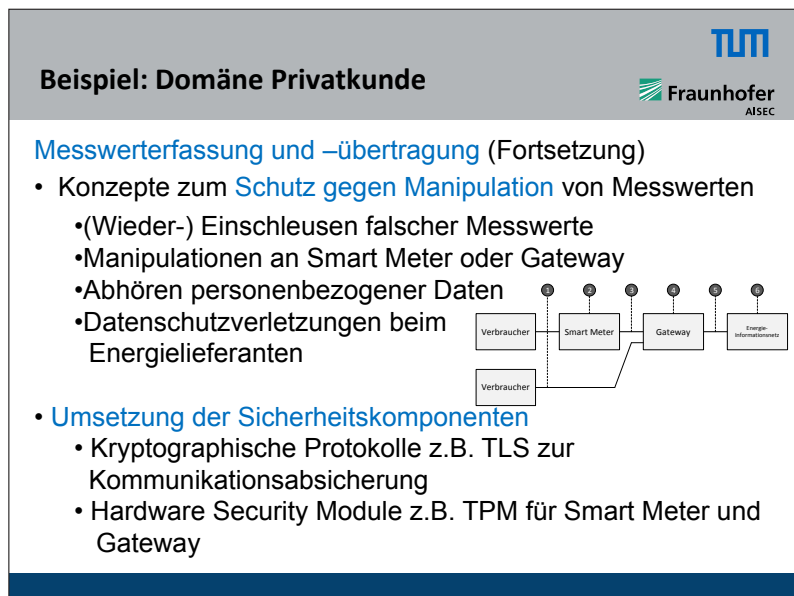 TUM
Beispiel: Domäne Privatkunde
Fraunhofer
AISEC
Messwerterfassung und –übertragung (Fortsetzung)
• Konzepte zum Schutz gegen Manipulation von Messwerten
•(Wieder-) Einschleusen falscher Messwerte
•Manipulationen an Smart Meter oder Gateway
•Abhören personenbezogener Daten
•Datenschutzverletzungen beim
Energielieferanten
1 2 3 4 5 6
Verbraucher Smart Meter Gateway Energie-
Informationsnetz
Verbraucher
• Umsetzung der Sicherheitskomponenten
• Kryptographische Protokolle z.B. TLS zur
Kommunikationsabsicherung
• Hardware Security Module z.B. TPM für Smart Meter und
Gateway